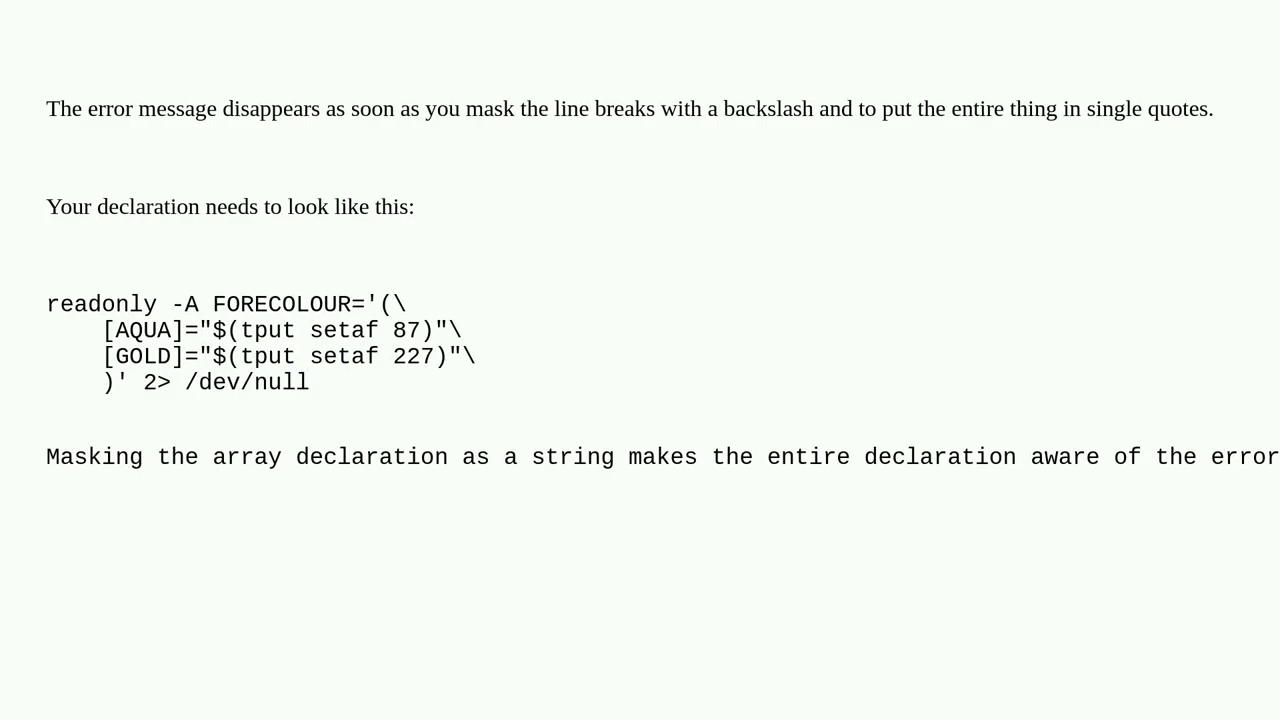 The error message disappears as soon as you mask the line breaks with a backslash and to put the entire thing in single quotes.
Your declaration needs to look like this:
readonly -A FORECOLOUR='(\
    [AQUA]="$(tput setaf 87)"\
    [GOLD]="$(tput setaf 227)"\
    )' 2> /dev/null
Masking the array declaration as a string makes the entire declaration aware of the error